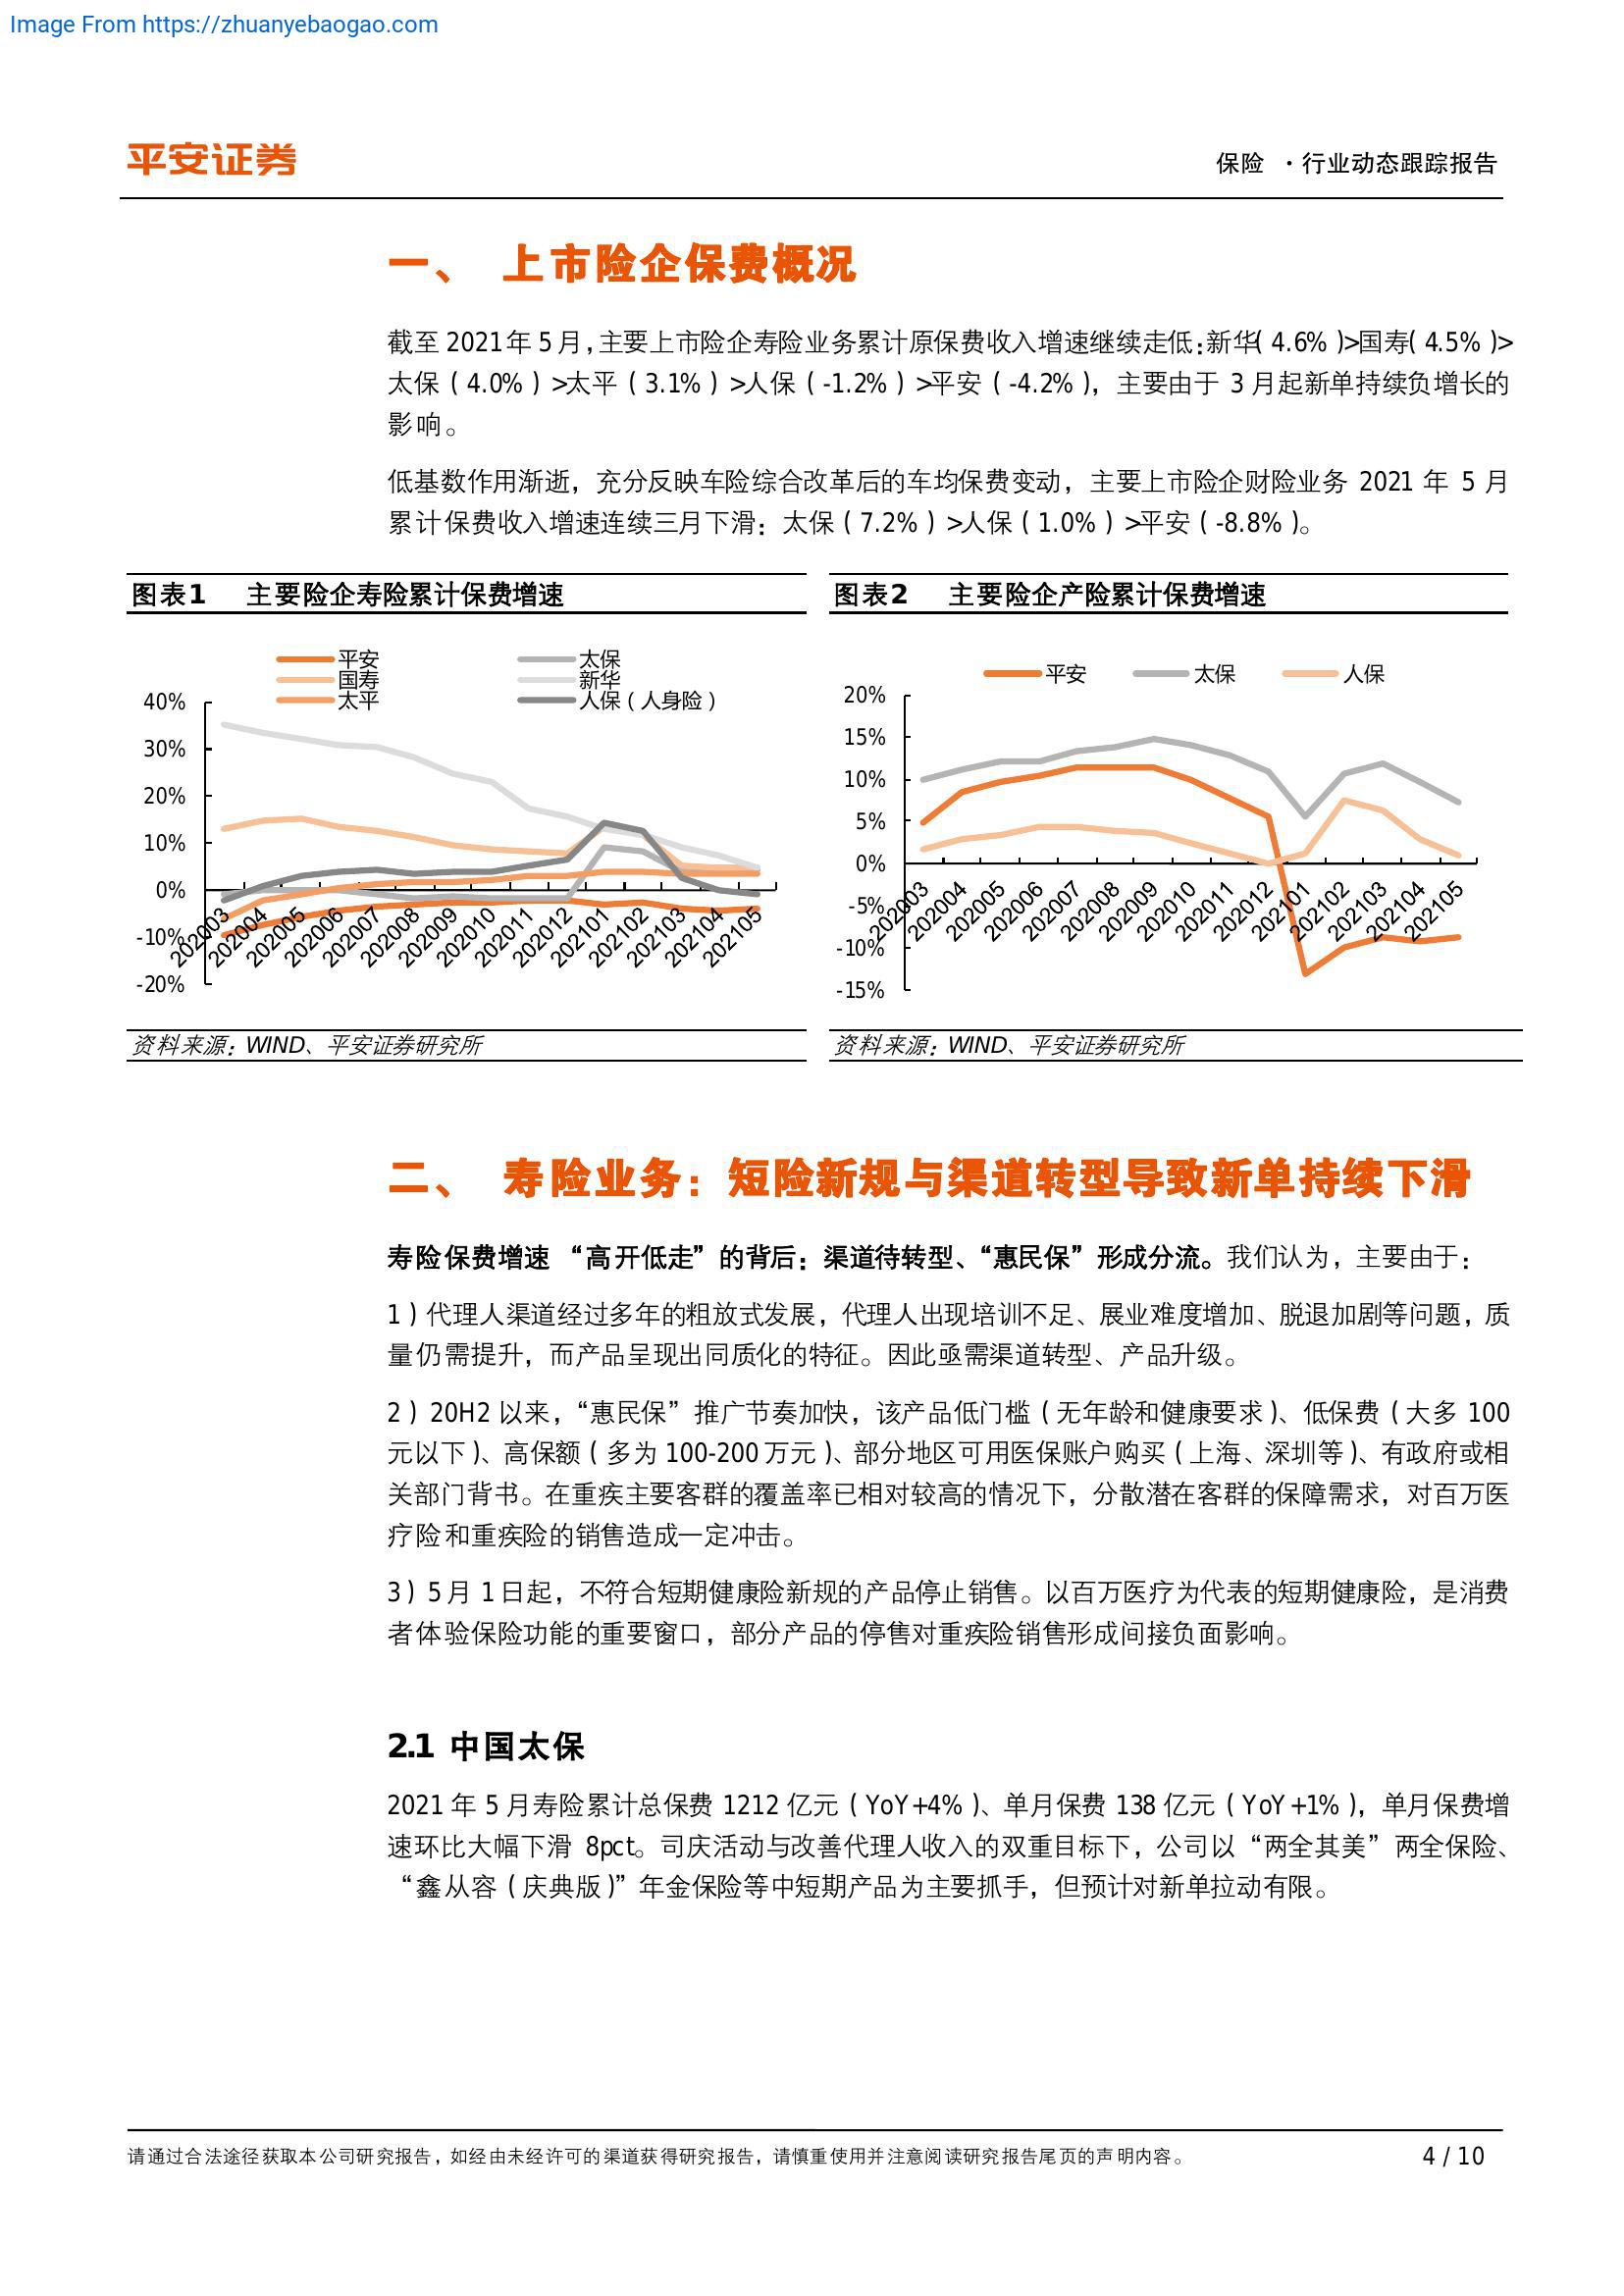 Image From https://zhuanyebaogao.com
平安证券
保险 ·行业动态跟踪报告
一、 上市险企保费概况
截至 2021年 5 月,主要上市险企寿险业务累计原保费收入增速继续走低:新华( 4.6% )>国寿( 4.5% )>
太保 ( 4.0% ) >太平 ( 3.1% ) >人保 ( -1.2% ) >平安 ( -4.2% ),主要由于 3 月起新单持续负增长的
影响。
低基数作用渐逝,充分反映车险综合改革后的车均保费变动,主要上市险企财险业务 2021 年 5 月
累计保费收入增速连续三月下滑:太保 ( 7.2% ) >人保 ( 1.0% ) >平安 ( -8.8% )。
图表1 主要险企寿险累计保费增速
平安 太保
国寿 新华
太平 人保 ( 人身险 )
40%
30%
20%
10%
0%
-10%
-20%
202003 202004 202005 202006 202007 202008 202009 202010 202011 202012 202101 202102 202103 202104 202105
资料来源:WIND、平安证券研究所
图表2 主要险企产险累计保费增速
平安 太保 人保
20%
15%
10%
5%
0%
-5%
-10%
-15%
202003 202004 202005 202006 202007 202008 202009 202010 202011 202012 202101 202102 202103 202104 202105
资料来源:WIND、平安证券研究所
二、 寿险业务:短险新规与渠道转型导致新单持续下滑
寿险保费增速 “高开低走”的背后:渠道待转型、“惠民保”形成分流。我们认为,主要由于:
1 ) 代理人渠道经过多年的粗放式发展,代理人出现培训不足、展业难度增加、脱退加剧等问题,质
量仍需提升,而产品呈现出同质化的特征。因此亟需渠道转型、产品升级。
2 ) 20H2 以来,“惠民保”推广节奏加快,该产品低门槛 ( 无年龄和健康要求 )、低保费 ( 大多 100
元以下 )、高保额 ( 多为 100-200 万元 )、部分地区可用医保账户购买 ( 上海、深圳等 )、有政府或相
关部门背书。在重疾主要客群的覆盖率已相对较高的情况下,分散潜在客群的保障需求,对百万医
疗险和重疾险的销售造成一定冲击。
3 ) 5 月 1 日起,不符合短期健康险新规的产品停止销售。以百万医疗为代表的短期健康险,是消费
者体验保险功能的重要窗口,部分产品的停售对重疾险销售形成间接负面影响。
2.1 中国太保
2021 年 5 月寿险累计总保费 1212 亿元 ( YoY+4% )、单月保费 138 亿元 ( YoY+1% ),单月保费增
速环比大幅下滑 8pct。司庆活动与改善代理人收入的双重目标下,公司以“两全其美”两全保险、
“鑫从容 ( 庆典版 )”年金保险等中短期产品为主要抓手,但预计对新单拉动有限。
请通过合法途径获取本公司研究报告,如经由未经许可的渠道获得研究报告,请慎重使用并注意阅读研究报告尾页的声明内容。
4 / 10